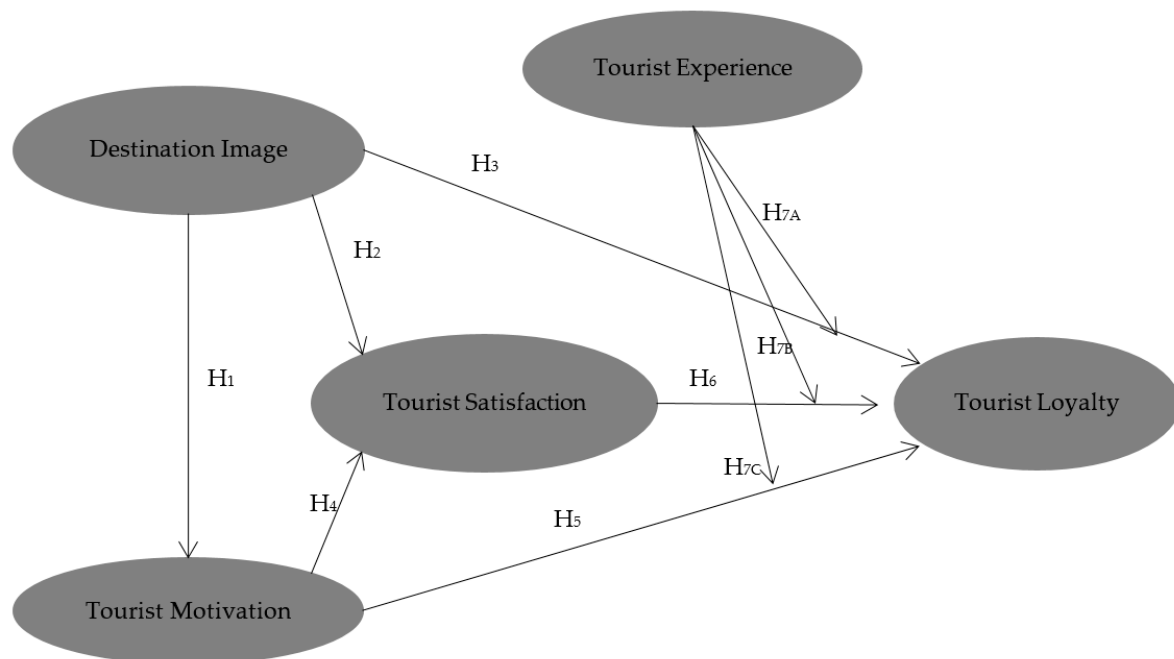 Tourist Experience
Destination Image
H3
H7A
H2
H7B
H1
H6
Tourist Satisfaction
Tourist Loyalty
H7C
H4
H5
Tourist Motivation